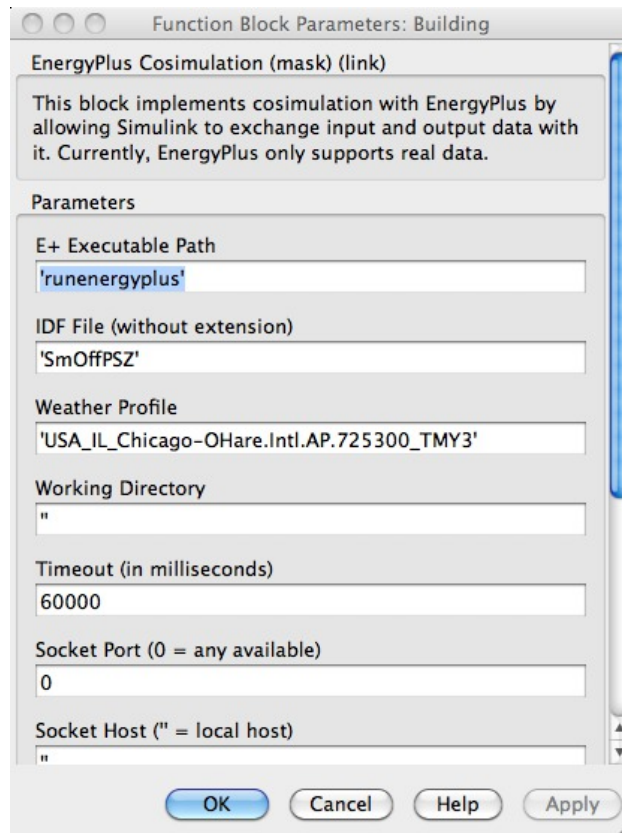 Function Block Parameters: Building
EnergyPlus Cosimulation (mask) (link)
This block implements cosimulation with EnergyPlus by
allowing Simulink to exchange input and output data with
it. Currently, EnergyPlus only supports real data.
Parameters
E+ Executable Path
'runenergyplus'
IDF File (without extension)
'SmOffPSZ'
Weather Profile
'USA_IL_Chicago-OHare.Intl.AP.725300_TMY3'
Working Directory
''
Timeout (in milliseconds)
60000
Socket Port (0 = any available)
0
Socket Host ('' = local host)
''
OK Cancel Help Apply